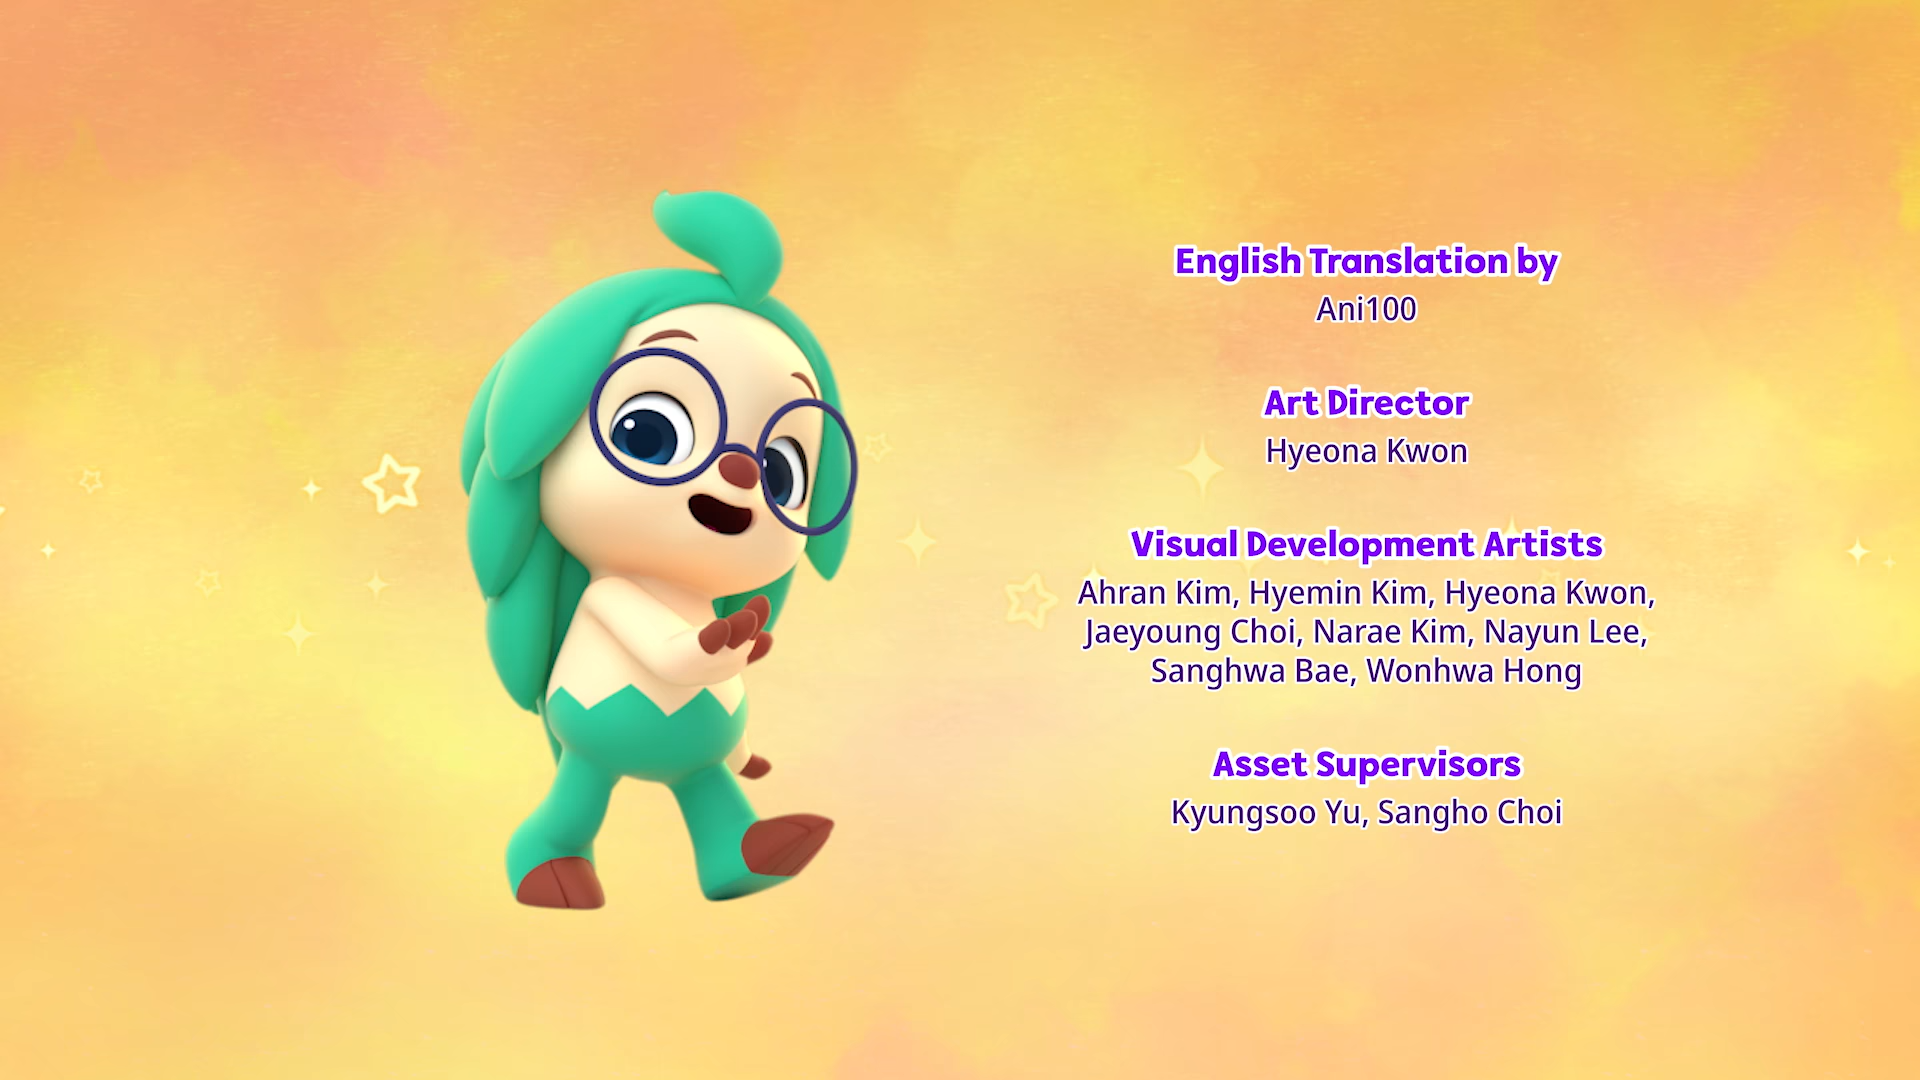 English Translation by
Ani100
Art Director
Hyeona Kwon
Visual Development Artists
Ahran Kim, Hyemin Kim, Hyeona Kwon,
Jaeyoung Choi, Narae Kim, Nayun Lee,
Sanghwa Bae, Wonhwa Hong
Asset Supervisors
Kyungsoo Yu, Sangho Choi